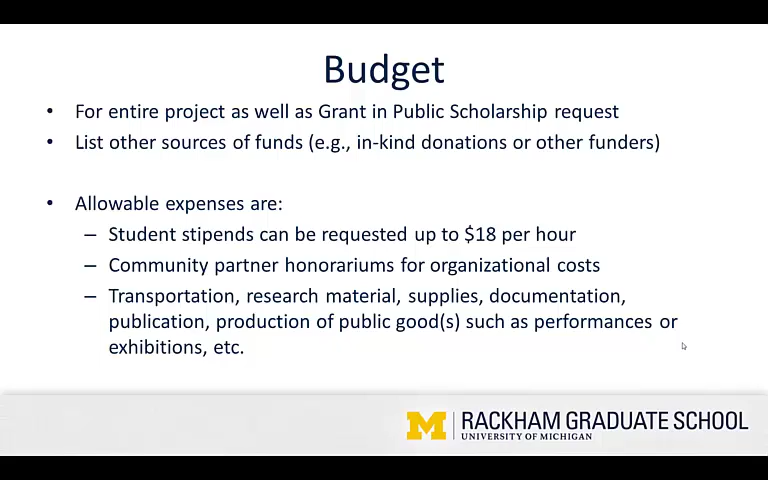 Budget
• For entire project as well as Grant in Public Scholarship request
• List other sources of funds (e.g., in-kind donations or other funders)
• Allowable expenses are:
– Student stipends can be requested up to $18 per hour
– Community partner honorariums for organizational costs
– Transportation, research material, supplies, documentation,
publication, production of public good(s) such as performances or
exhibitions, etc.
M RACKHAM GRADUATE SCHOOL
UNIVERSITY OF MICHIGAN